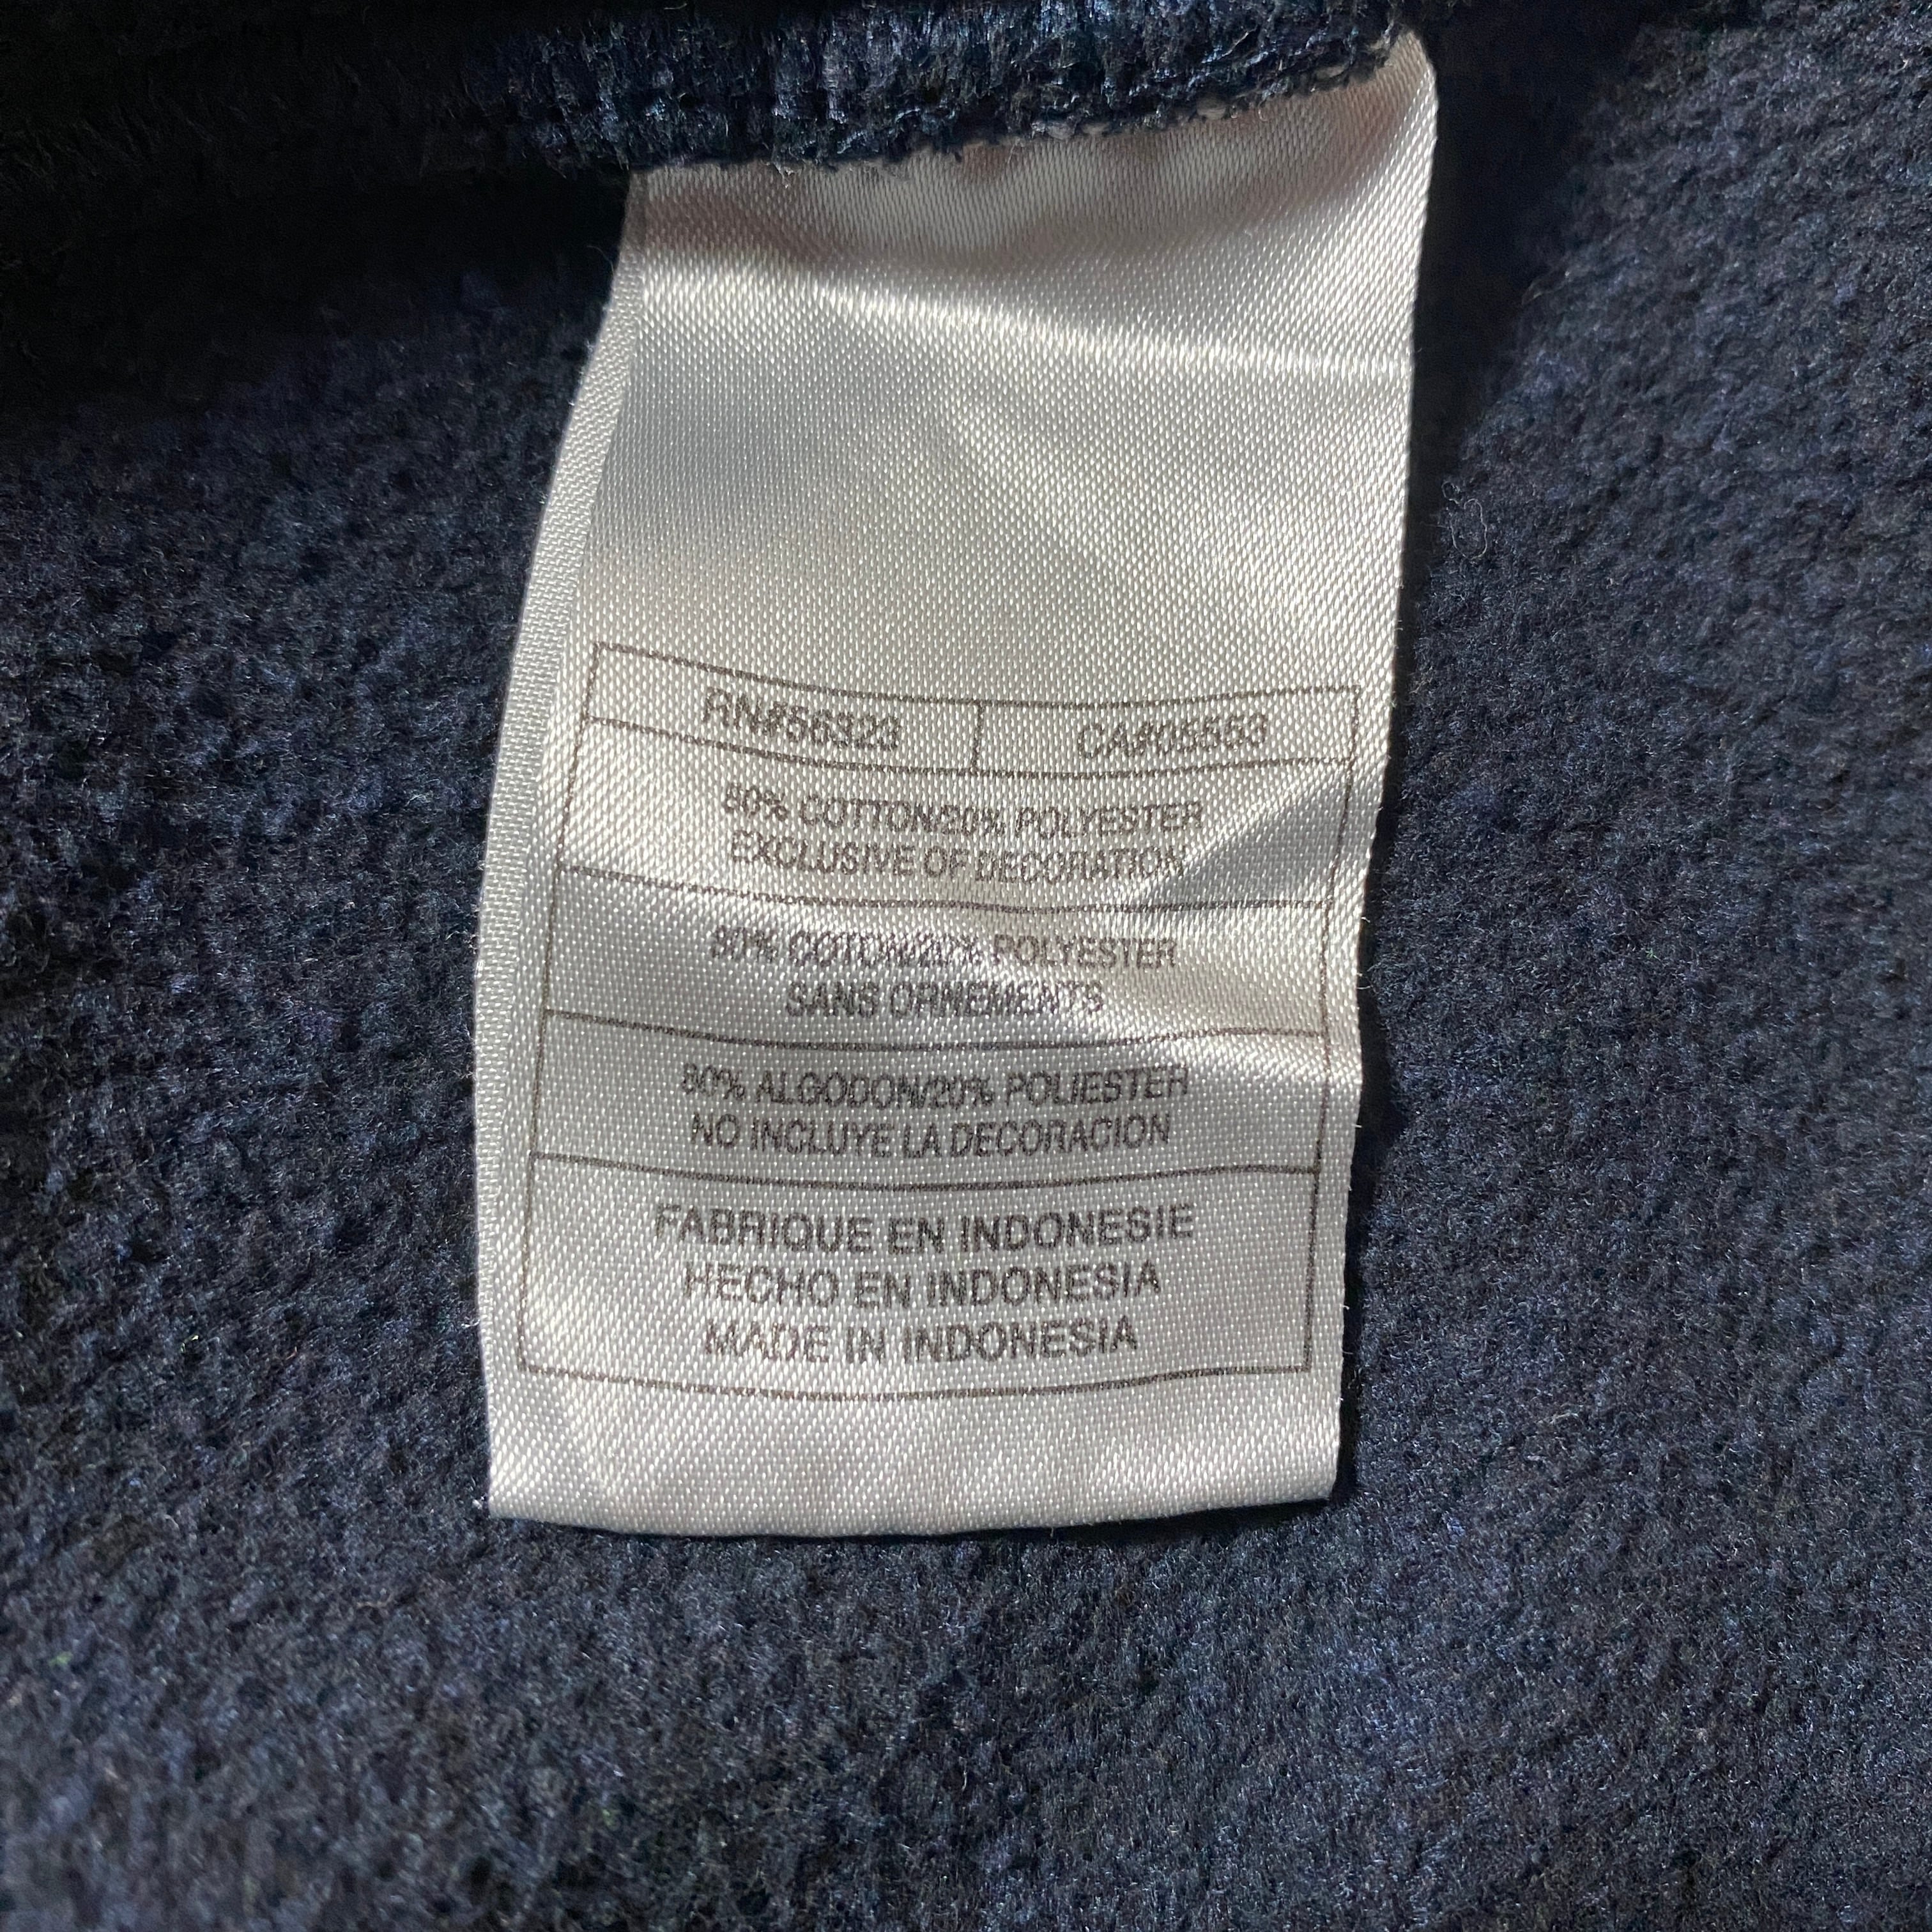 RN#56323 CA#05553
80% COTTON/20% POLYESTER
EXCLUSIVE OF DECORATION
80% COTON/20% POLYESTER
SANS ORNEMENTS
80% ALGODON/20% POLIESTER
NO INCLUYE LA DECORACION
FABRIQUE EN INDONESIE
HECHO EN INDONESIA
MADE IN INDONESIA